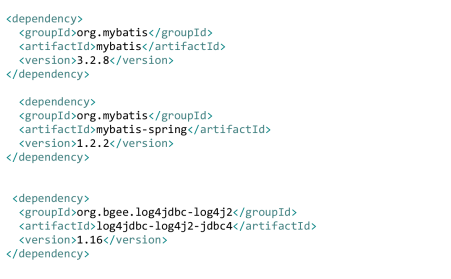 <dependency>
<groupId>org.mybatis</groupId>
<artifactId>mybatis</artifactId>
<version>3.2.8</version>
</dependency>
<dependency>
<groupId>org.mybatis</groupId>
<artifactId>mybatis-spring</artifactId>
<version>1.2.2</version>
</dependency>
<dependency>
<groupId>org.bgee.log4jdbc-log4j2</groupId>
<artifactId>log4jdbc-log4j2-jdbc4</artifactId>
<version>1.16</version>
</dependency>